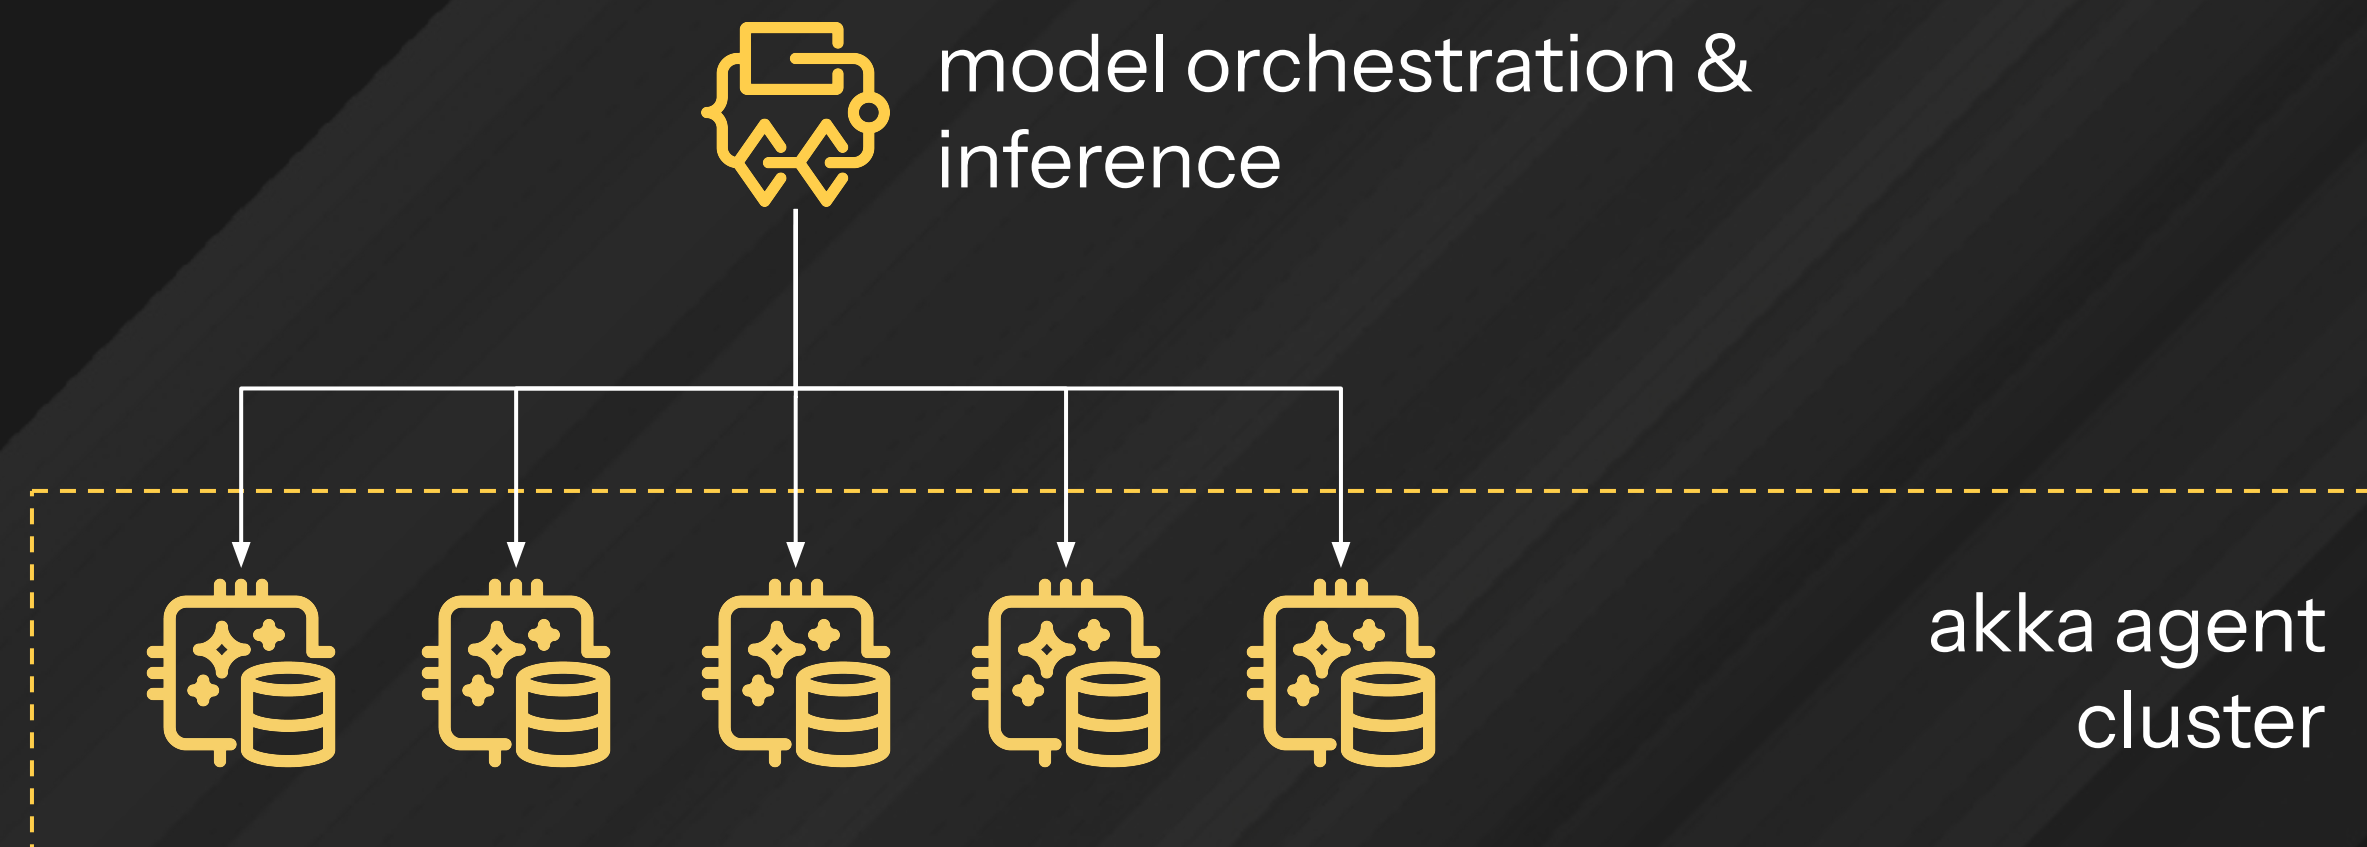 model orchestration &
inference
akka agent
cluster